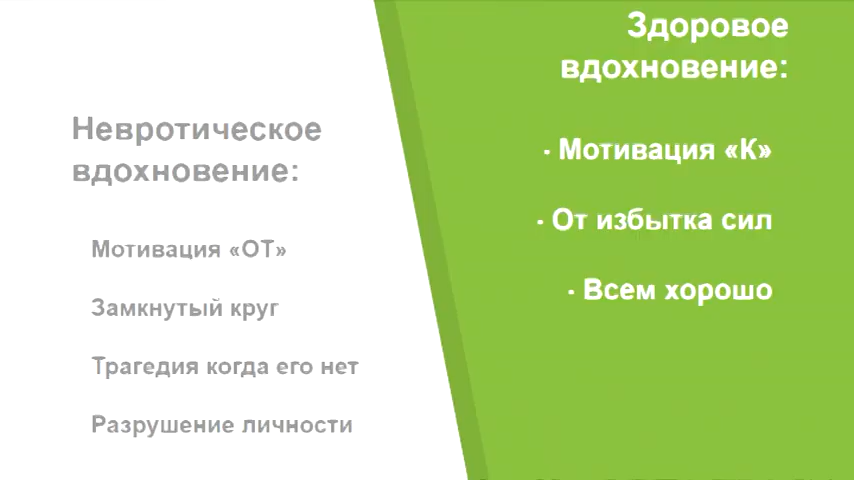 Невротическое
вдохновение:
Мотивация «ОТ»
Замкнутый круг
Трагедия когда его нет
Разрушение личности
Здоровое
вдохновение:
- Мотивация «К»
- От избытка сил
- Всем хорошо